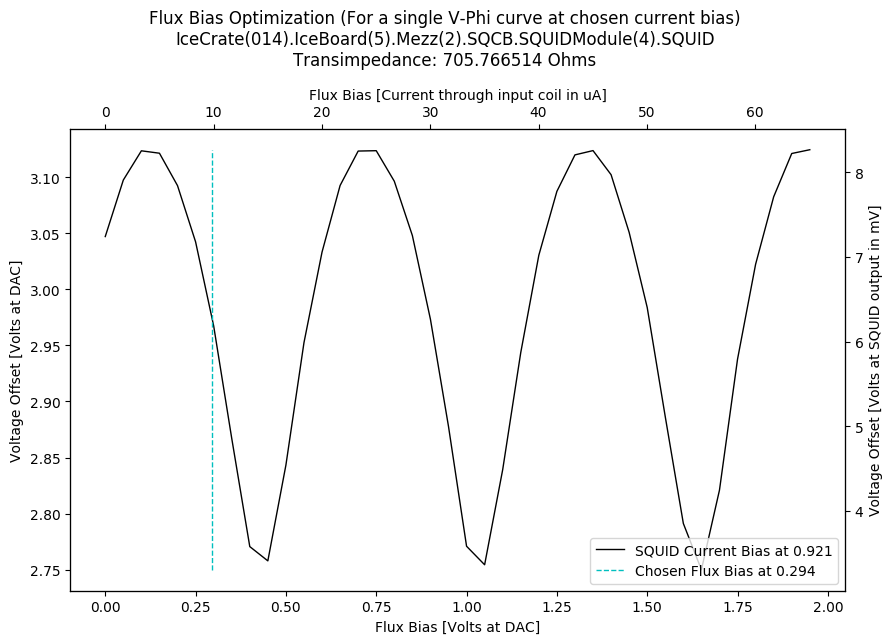 Flux Bias Optimization (For a single V-Phi curve at chosen current bias)
IceCrate(014).IceBoard(5).Mezz(2).SQCB.SQUIDModule(4).SQUID
Transimpedance: 705.766514 Ohms
Flux Bias [Current through input coil in uA]
0 10 20 30 40 50 60
Voltage Offset [Volts at DAC]
3.10
3.05
3.00
2.95
2.90
2.85
2.80
2.75
8
7
6
5
4
Voltage Offset [Volts at SQUID output in mV]
SQUID Current Bias at 0.921
Chosen Flux Bias at 0.294
0.00 0.25 0.50 0.75 1.00 1.25 1.50 1.75 2.00
Flux Bias [Volts at DAC]